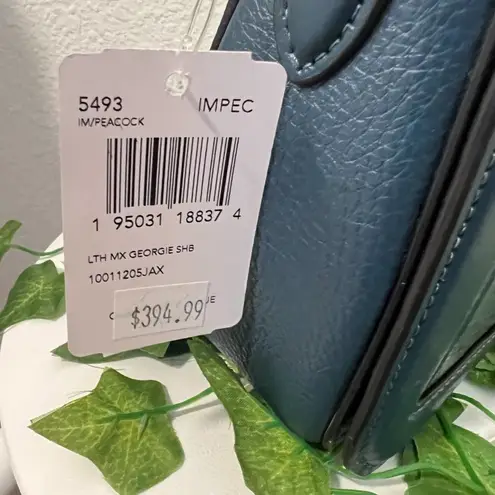 5493 IMPEC
IM/PEACOCK
1 95031 18837 4
LTH MX GEORGIE SHB
10011205JAX
$394.99